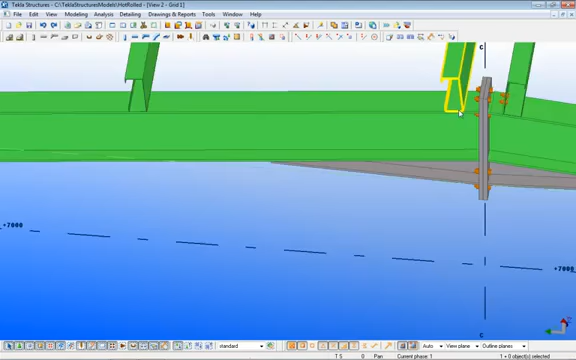 Tekla Structures - C:\TeklaStructuresModels\HotRolled - [View 2 - Grid 1]
File Edit View Modeling Analysis Detailing Drawings & Reports Tools Window Help
C
+7000
+7000
C
standard Auto View plane Outline planes
T S 0 Pan Current phase: 1 1 + 0 object(s) selected